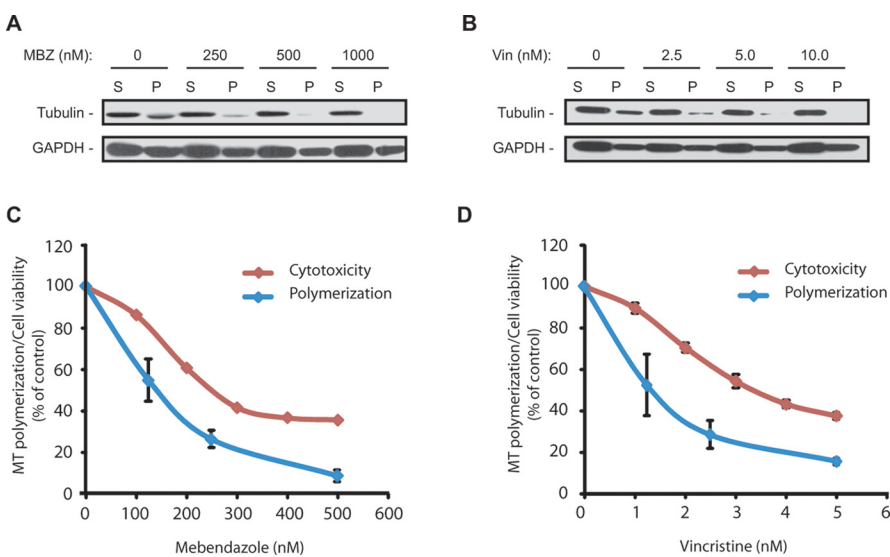 A
MBZ (nM): 0 250 500 1000
S P S P S P S P
Tubulin -
GAPDH -
B
Vin (nM): 0 2.5 5.0 10.0
S P S P S P S P
Tubulin -
GAPDH -
C
MT polymerization/Cell viability
(% of control)
120
100
80
60
40
20
0
0 100 200 300 400 500 600
Mebendazole (nM)
Cytotoxicity
Polymerization
D
MT polymerization/Cell viability
(% of control)
120
100
80
60
40
20
0
0 1 2 3 4 5 6
Vincristine (nM)
Cytotoxicity
Polymerization